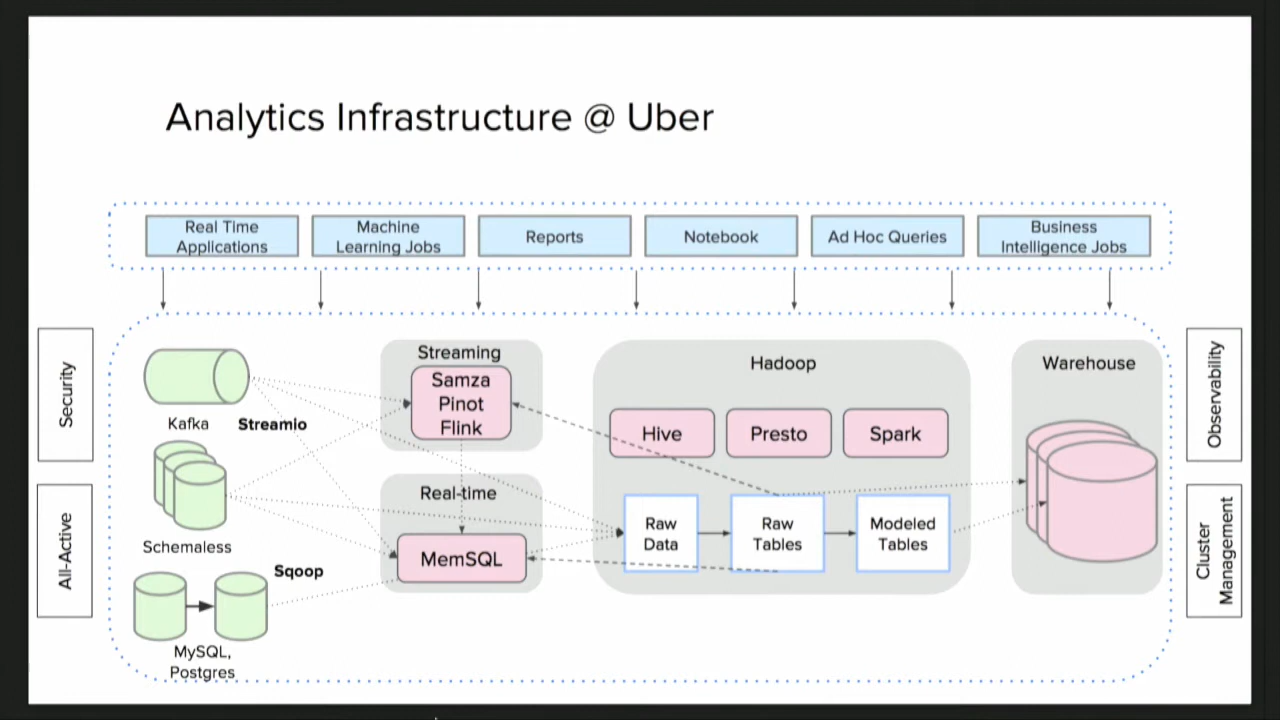 Analytics Infrastructure @ Uber
Real Time
Applications
Machine
Learning Jobs
Reports
Notebook
Ad Hoc Queries
Business
Intelligence Jobs
Security
All-Active
Kafka
Streamio
Schemaless
Sqoop
MySQL,
Postgres
Streaming
Samza
Pinot
Flink
Real-time
MemSQL
Hadoop
Hive
Presto
Spark
Raw
Data
Raw
Tables
Modeled
Tables
Warehouse
Observability
Cluster
Management